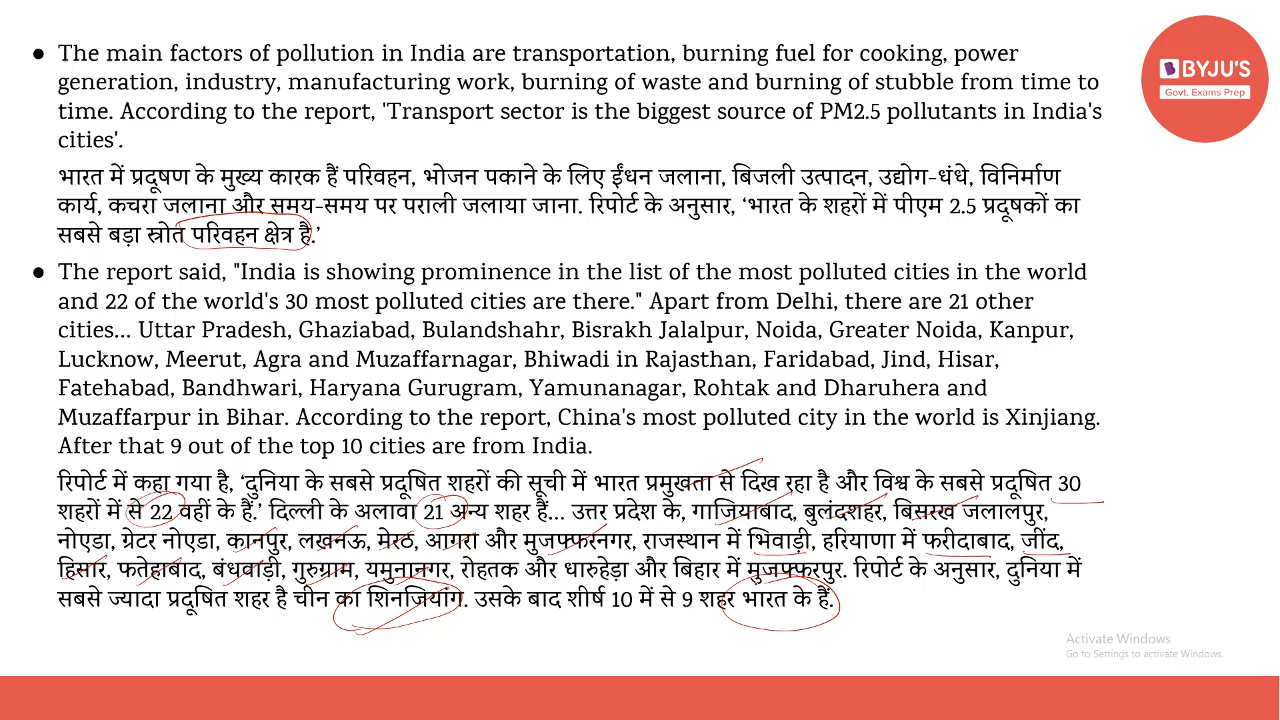 ● The main factors of pollution in India are transportation, burning fuel for cooking, power
generation, industry, manufacturing work, burning of waste and burning of stubble from time to
time. According to the report, 'Transport sector is the biggest source of PM2.5 pollutants in India's
cities'.
भारत में प्रदूषण के मुख्य कारक हैं परिवहन, भोजन पकाने के लिए ईंधन जलाना, बिजली उत्पादन, उद्योग-धंधे, विनिर्माण
कार्य, कचरा जलाना और समय-समय पर पराली जलाया जाना. रिपोर्ट के अनुसार, ‘भारत के शहरों में पीएम 2.5 प्रदूषकों का
सबसे बड़ा स्रोत परिवहन क्षेत्र है.’
● The report said, "India is showing prominence in the list of the most polluted cities in the world
and 22 of the world's 30 most polluted cities are there." Apart from Delhi, there are 21 other
cities... Uttar Pradesh, Ghaziabad, Bulandshahr, Bisrakh Jalalpur, Noida, Greater Noida, Kanpur,
Lucknow, Meerut, Agra and Muzaffarnagar, Bhiwadi in Rajasthan, Faridabad, Jind, Hisar,
Fatehabad, Bandhwari, Haryana Gurugram, Yamunanagar, Rohtak and Dharuhera and
Muzaffarpur in Bihar. According to the report, China's most polluted city in the world is Xinjiang.
After that 9 out of the top 10 cities are from India.
रिपोर्ट में कहा गया है, ‘दुनिया के सबसे प्रदूषित शहरों की सूची में भारत प्रमुखता से दिख रहा है और विश्व के सबसे प्रदूषित 30
शहरों में से 22 वहीं के हैं.’ दिल्ली के अलावा 21 अन्य शहर हैं... उत्तर प्रदेश के, गाजियाबाद, बुलंदशहर, बिसरख जलालपुर,
नोएडा, ग्रेटर नोएडा, कानपुर, लखनऊ, मेरठ, आगरा और मुजफ्फरनगर, राजस्थान में भिवाड़ी, हरियाणा में फरीदाबाद, जींद,
हिसार, फतेहाबाद, बंधवाड़ी, गुरुग्राम, यमुनानगर, रोहतक और धारुहेड़ा और बिहार में मुजफ्फरपुर. रिपोर्ट के अनुसार, दुनिया में
सबसे ज्यादा प्रदूषित शहर है चीन का शिनजियांग. उसके बाद शीर्ष 10 में से 9 शहर भारत के हैं.
BYJU'S
Govt. Exams Prep
Activate Windows
Go to Settings to activate Windows.